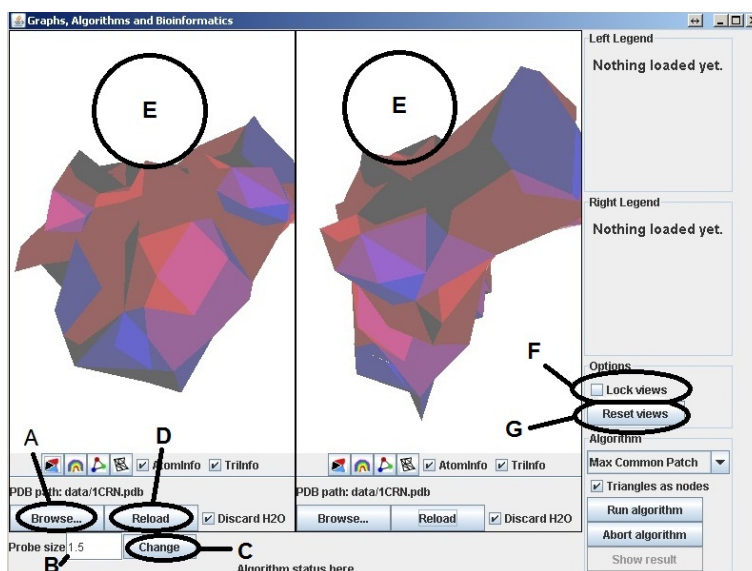 Graphs, Algorithms and Bioinformatics
E
E
Left Legend
Nothing loaded yet.
Right Legend
Nothing loaded yet.
F
Options
Lock views
G
Reset views
A
D
AtomInfo
TriInfo
AtomInfo
TriInfo
Algorithm
Max Common Patch
Triangles as nodes
PDB path: data/1CRN.pdb
PDB path: data/1CRN.pdb
Browse...
Reload
Discard H2O
Browse...
Reload
Discard H2O
Run algorithm
Abort algorithm
Show result
Probe size
1.5
Change
B
C
Algorithm status here